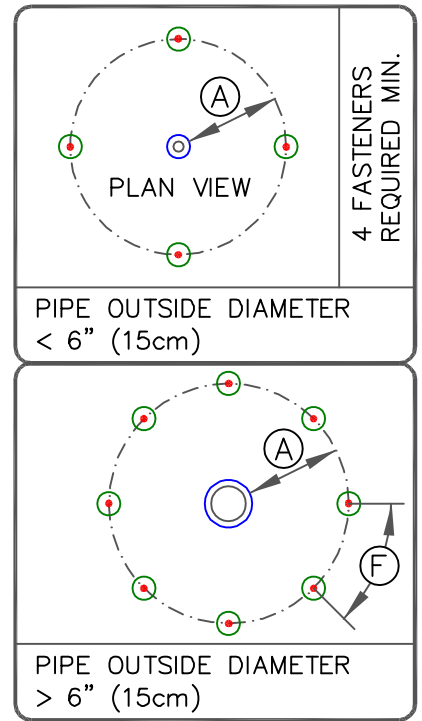 A
PLAN VIEW
4 FASTENERS
REQUIRED MIN.
PIPE OUTSIDE DIAMETER
< 6” (15cm)
A
F
PIPE OUTSIDE DIAMETER
> 6” (15cm)